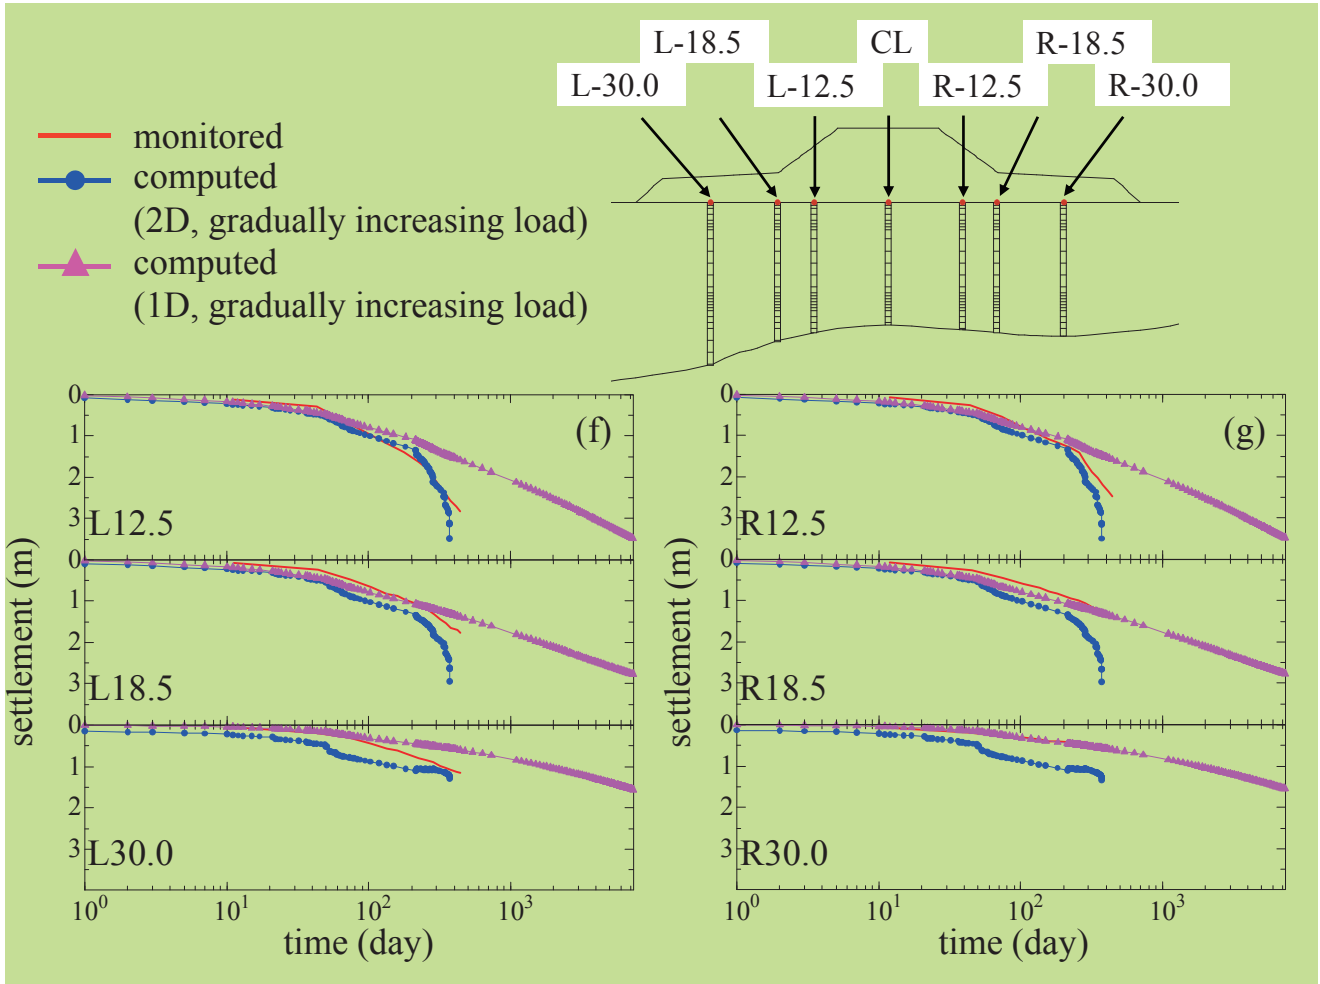 L-18.5 CL R-18.5
L-30.0 L-12.5 R-12.5 R-30.0
monitored
computed
(2D, gradually increasing load)
computed
(1D, gradually increasing load)
settlement (m)
0
1
2
3
(f)
L12.5
0
1
2
3
L18.5
0
1
2
3
L30.0
10^0 10^1 10^2 10^3
time (day)
settlement (m)
0
1
2
3
(g)
R12.5
0
1
2
3
R18.5
0
1
2
3
R30.0
10^0 10^1 10^2 10^3
time (day)